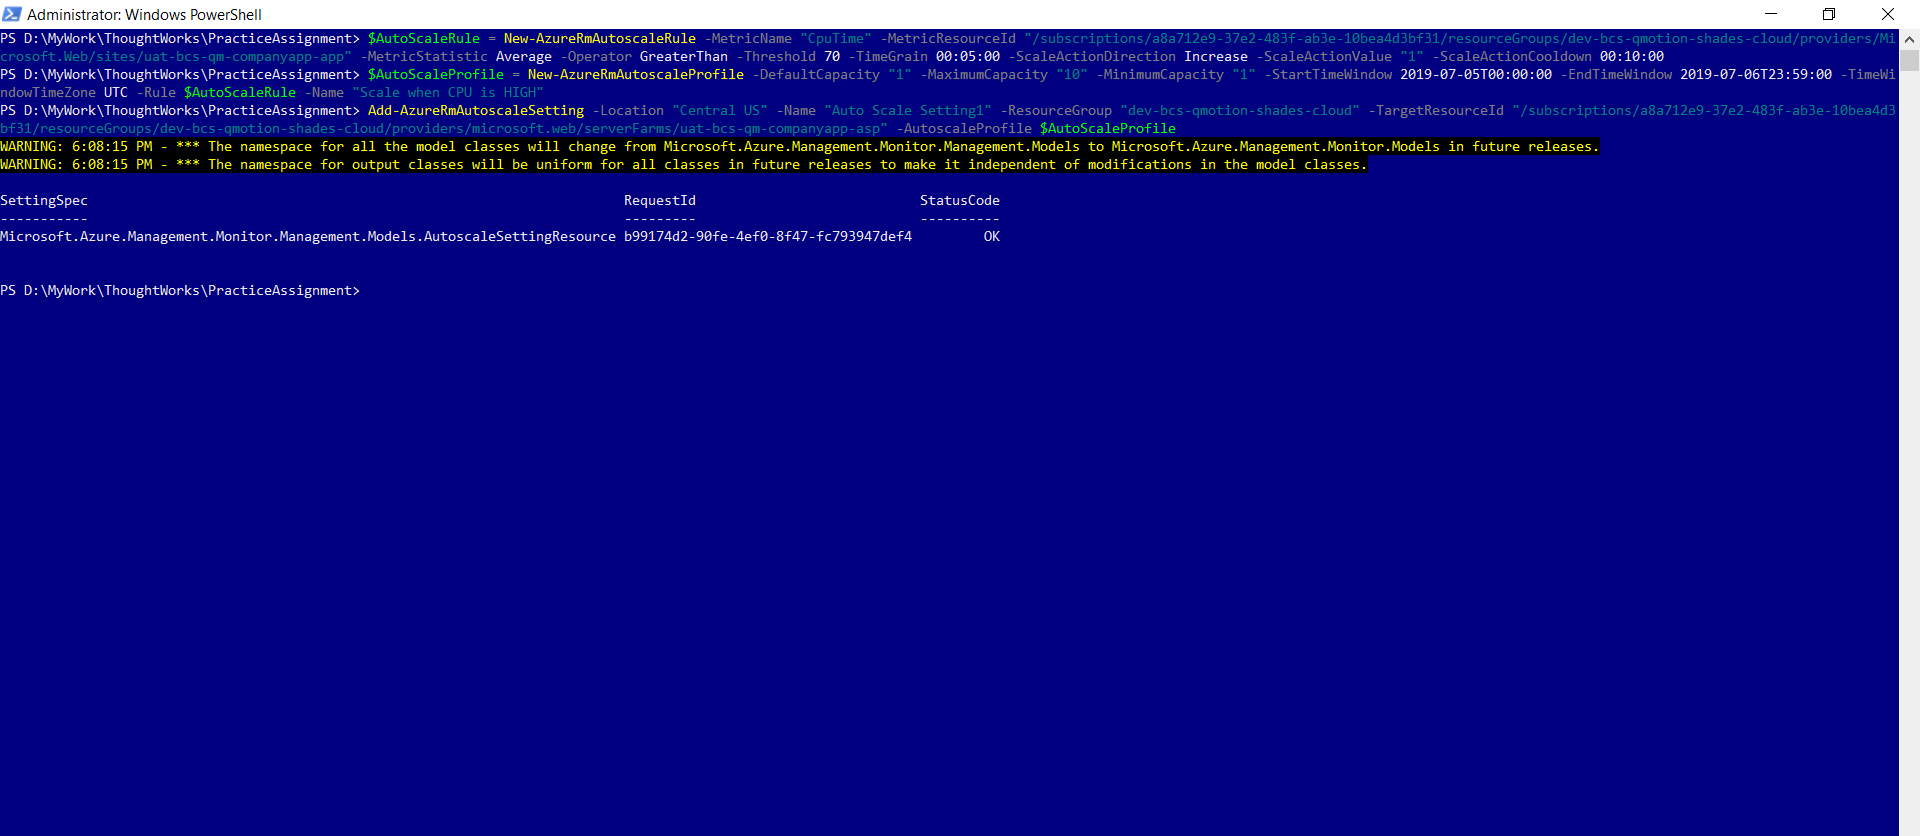 Administrator: Windows PowerShell
PS D:\MyWork\ThoughtWorks\PracticeAssignment> $AutoScaleRule = New-AzureRmAutoscaleRule -MetricName "CpuTime" -MetricResourceId "/subscriptions/a8a712e9-37e2-483f-ab3e-10bea4d3bf31/resourceGroups/dev-bcs-qmotion-shades-cloud/providers/Mi
crosoft.Web/sites/uat-bcs-qm-companyapp-app" -MetricStatistic Average -Operator GreaterThan -Threshold 70 -TimeGrain 00:05:00 -ScaleActionDirection Increase -ScaleActionValue "1" -ScaleActionCooldown 00:10:00
PS D:\MyWork\ThoughtWorks\PracticeAssignment> $AutoScaleProfile = New-AzureRmAutoscaleProfile -DefaultCapacity "1" -MaximumCapacity "10" -MinimumCapacity "1" -StartTimeWindow 2019-07-05T00:00:00 -EndTimeWindow 2019-07-06T23:59:00 -TimeWi
ndowTimeZone UTC -Rule $AutoScaleRule -Name "Scale when CPU is HIGH"
PS D:\MyWork\ThoughtWorks\PracticeAssignment> Add-AzureRmAutoscaleSetting -Location "Central US" -Name "Auto Scale Setting1" -ResourceGroup "dev-bcs-qmotion-shades-cloud" -TargetResourceId "/subscriptions/a8a712e9-37e2-483f-ab3e-10bea4d3
bf31/resourceGroups/dev-bcs-qmotion-shades-cloud/providers/microsoft.web/serverFarms/uat-bcs-qm-companyapp-asp" -AutoscaleProfile $AutoScaleProfile
WARNING: 6:08:15 PM - *** The namespace for all the model classes will change from Microsoft.Azure.Management.Monitor.Management.Models to Microsoft.Azure.Management.Monitor.Models in future releases.
WARNING: 6:08:15 PM - *** The namespace for output classes will be uniform for all classes in future releases to make it independent of modifications in the model classes.
SettingSpec RequestId StatusCode
----------- --------- ----------
Microsoft.Azure.Management.Monitor.Management.Models.AutoscaleSettingResource b99174d2-90fe-4ef0-8f47-fc793947def4 OK
PS D:\MyWork\ThoughtWorks\PracticeAssignment>